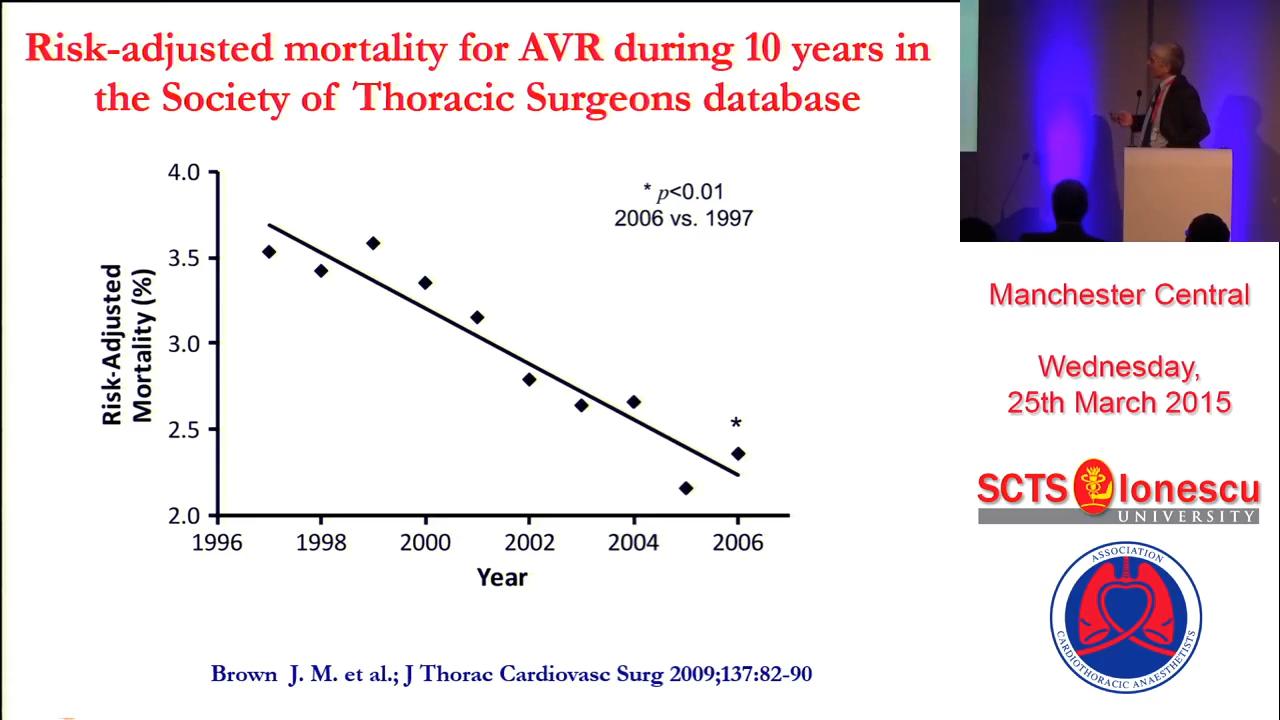 Risk-adjusted mortality for AVR during 10 years in
the Society of Thoracic Surgeons database
4.0
3.5
3.0
2.5
2.0
Risk-Adjusted
Mortality (%)
* p<0.01
2006 vs. 1997
*
1996 1998 2000 2002 2004 2006
Year
Brown J. M. et al.; J Thorac Cardiovasc Surg 2009;137:82-90
Manchester Central
Wednesday,
25th March 2015
SCTS Ionescu
UNIVERSITY
ASSOCIATION
CARDIOTHORACIC ANAESTHETISTS